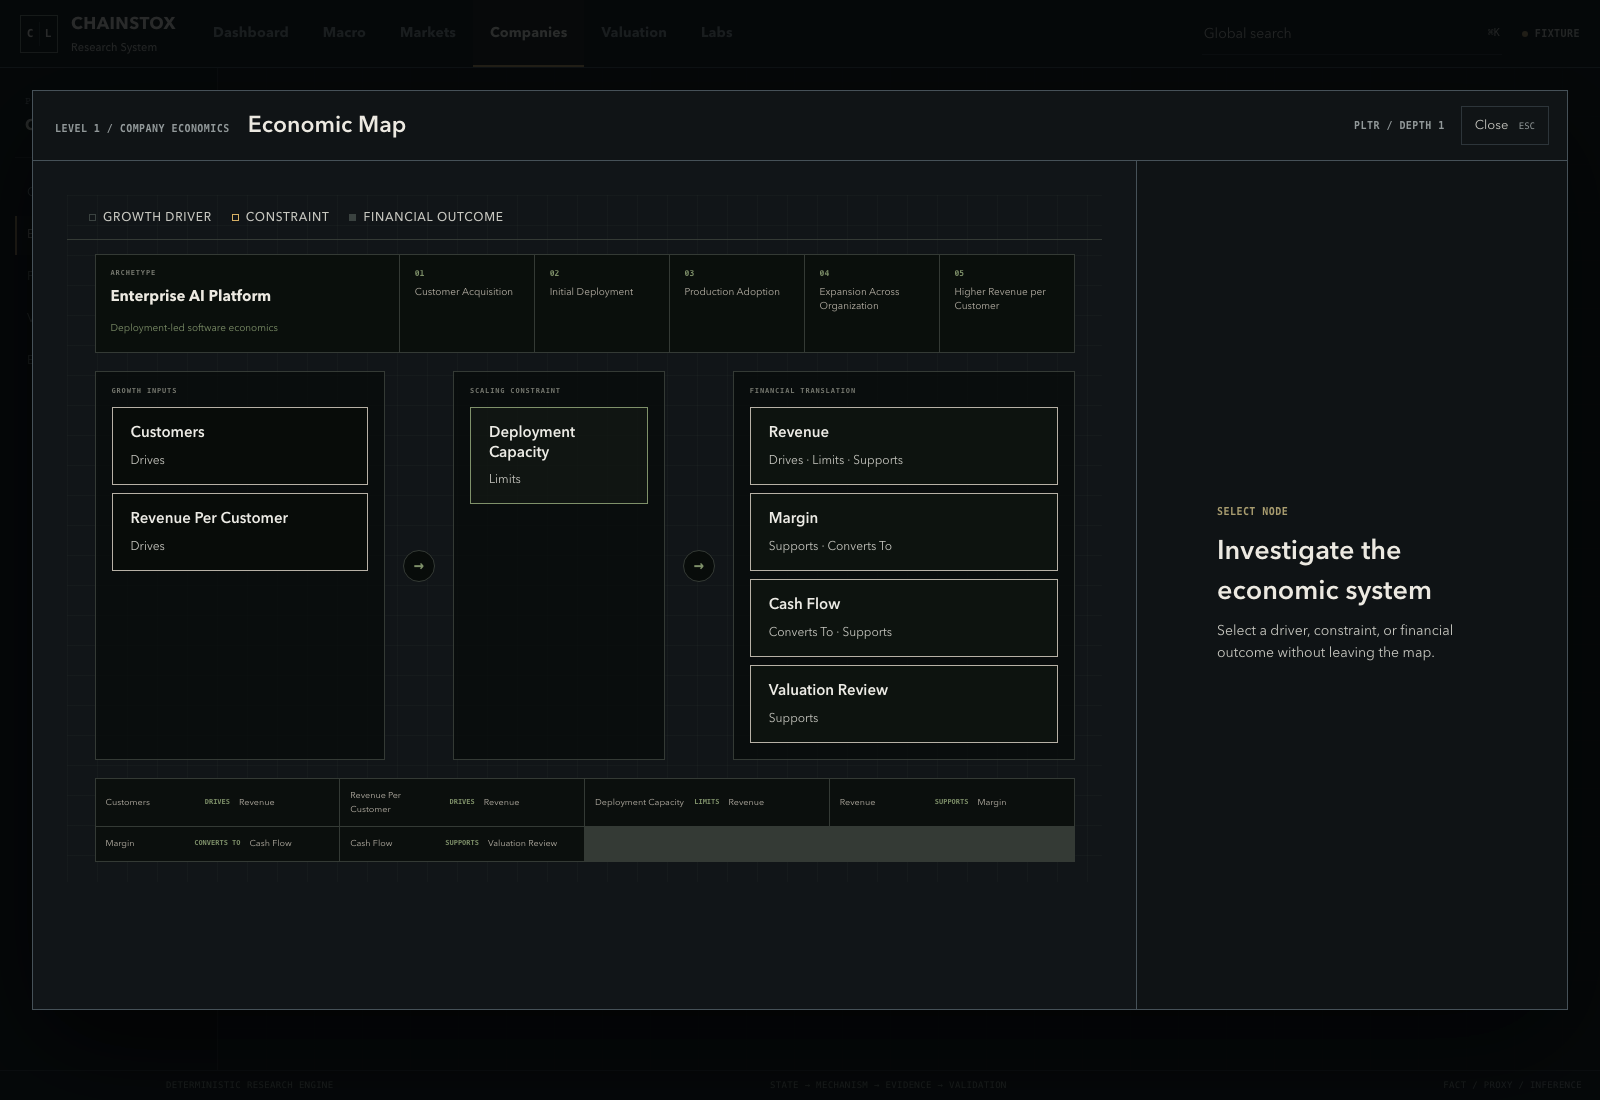 C L
CHAINSTOX
Research System
Dashboard
Macro
Markets
Companies
Valuation
Labs
Global search
⌘K
FIXTURE
LEVEL 1 / COMPANY ECONOMICS
Economic Map
PLTR / DEPTH 1
Close ESC
GROWTH DRIVER
CONSTRAINT
FINANCIAL OUTCOME
ARCHETYPE
Enterprise AI Platform
Deployment-led software economics
01
Customer Acquisition
02
Initial Deployment
03
Production Adoption
04
Expansion Across
Organization
05
Higher Revenue per
Customer
GROWTH INPUTS
Customers
Drives
Revenue Per Customer
Drives
→
SCALING CONSTRAINT
Deployment
Capacity
Limits
→
FINANCIAL TRANSLATION
Revenue
Drives · Limits · Supports
Margin
Supports · Converts To
Cash Flow
Converts To · Supports
Valuation Review
Supports
Customers DRIVES Revenue
Revenue Per
Customer
DRIVES Revenue
Deployment Capacity LIMITS Revenue
Revenue SUPPORTS Margin
Margin CONVERTS TO Cash Flow
Cash Flow SUPPORTS Valuation Review
SELECT NODE
Investigate the
economic system
Select a driver, constraint, or financial
outcome without leaving the map.
DETERMINISTIC RESEARCH ENGINE
STATE → MECHANISM → EVIDENCE → VALIDATION
FACT / PROXY / INFERENCE